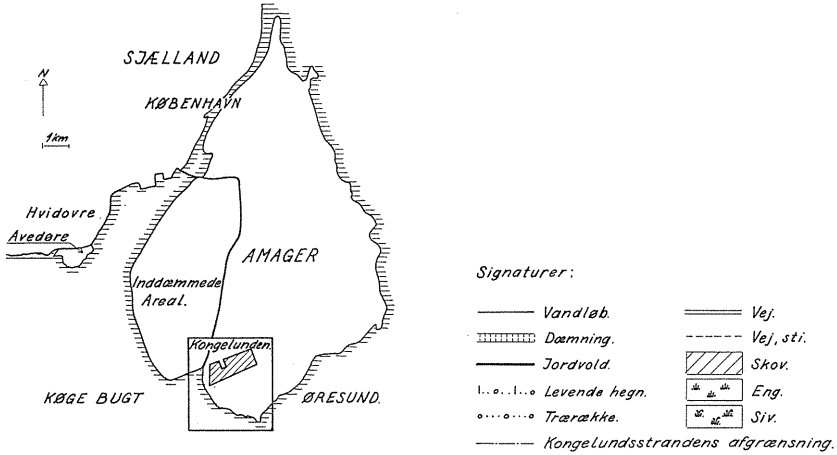 SJÆLLAND
N
KØBENHAVN
1km
Hvidovre.
Avedøre
AMAGER
Inddæmmede
Areal.
Kongelunden.
KØGE BUGT
ØRESUND.
Signaturer:
Vandløb.
Dæmning.
Jordvold.
Levende hegn.
Trærække.
Vej.
Vej, sti.
Skov.
Eng.
Siv.
Kongelundsstrandens afgrænsning.